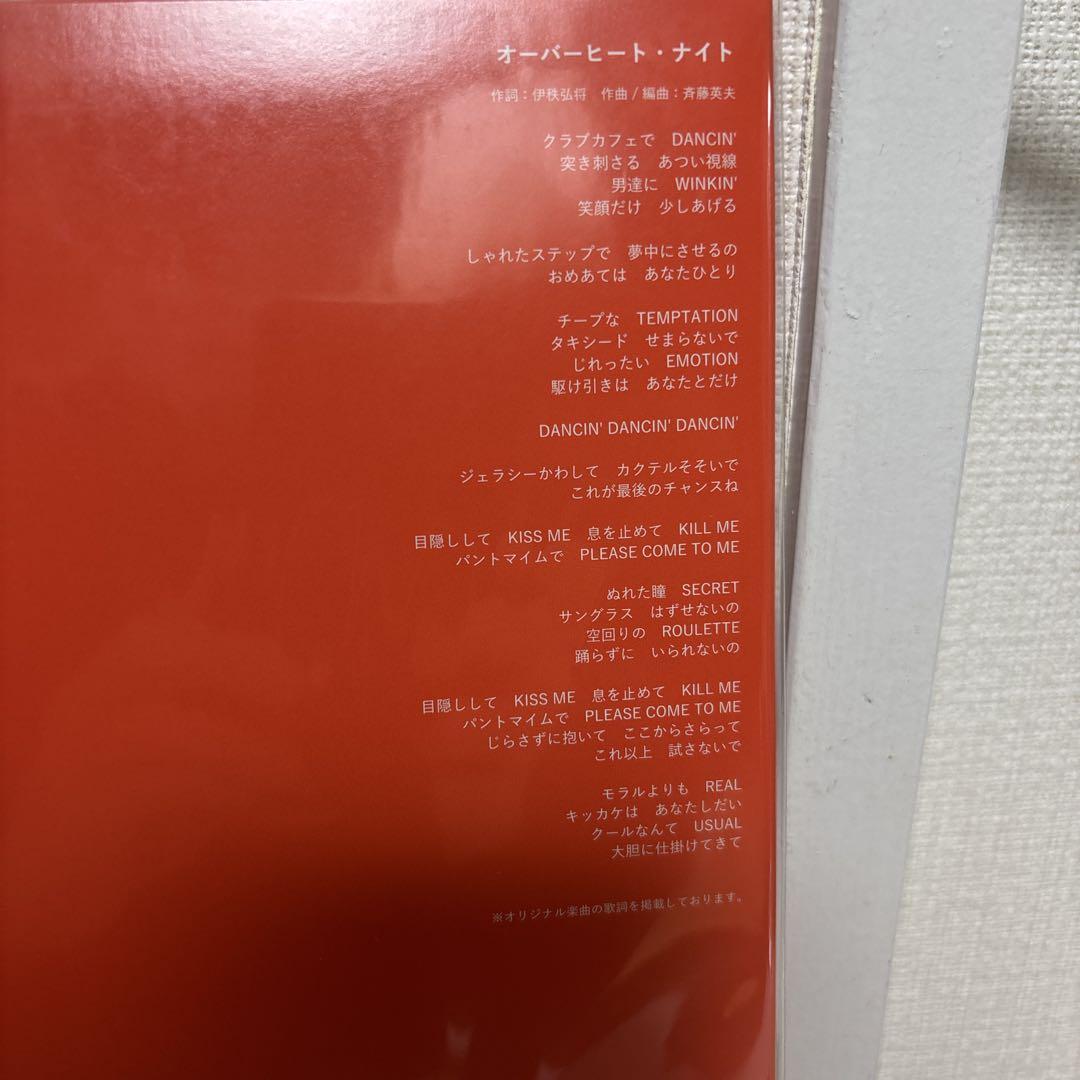 オーバーヒート・ナイト
作詞：伊秩弘将　作曲 / 編曲：斉藤英夫
クラブカフェで　DANCIN'
突き刺さる　あつい視線
男達に　WINKIN'
笑顔だけ　少しあげる
しゃれたステップで　夢中にさせるの
おめあては　あなたひとり
チープな　TEMPTATION
タキシード　せまらないで
じれったい　EMOTION
駆け引きは　あなたとだけ
DANCIN' DANCIN' DANCIN'
ジェラシーかわして　カクテルそそいで
これが最後のチャンスね
目隠しして　KISS ME　息を止めて　KILL ME
パントマイムで　PLEASE COME TO ME
ぬれた瞳　SECRET
サングラス　はずせないの
空回りの　ROULETTE
踊らずに　いられないの
目隠しして　KISS ME　息を止めて　KILL ME
パントマイムで　PLEASE COME TO ME
じらさずに抱いて　ここからさらって
これ以上　試さないで
モラルよりも　REAL
キッカケは　あなたしだい
クールなんて　USUAL
大胆に仕掛けてきて
※オリジナル楽曲の歌詞を掲載しております。